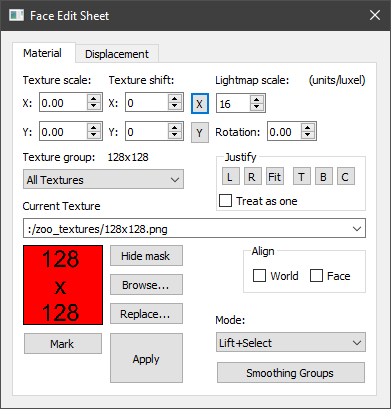 Face Edit Sheet
Material Displacement
Texture scale: Texture shift: Lightmap scale: (units/luxel)
X: 0.00 X: 0 X 16
Y: 0.00 Y: 0 Y Rotation: 0.00
Texture group: 128x128 Justify
All Textures L R Fit T B C
Treat as one
Current Texture
:/zoo_textures/128x128.png
128 x 128
Hide mask
Browse...
Replace...
Align
World Face
Mode:
Lift+Select
Mark Apply Smoothing Groups